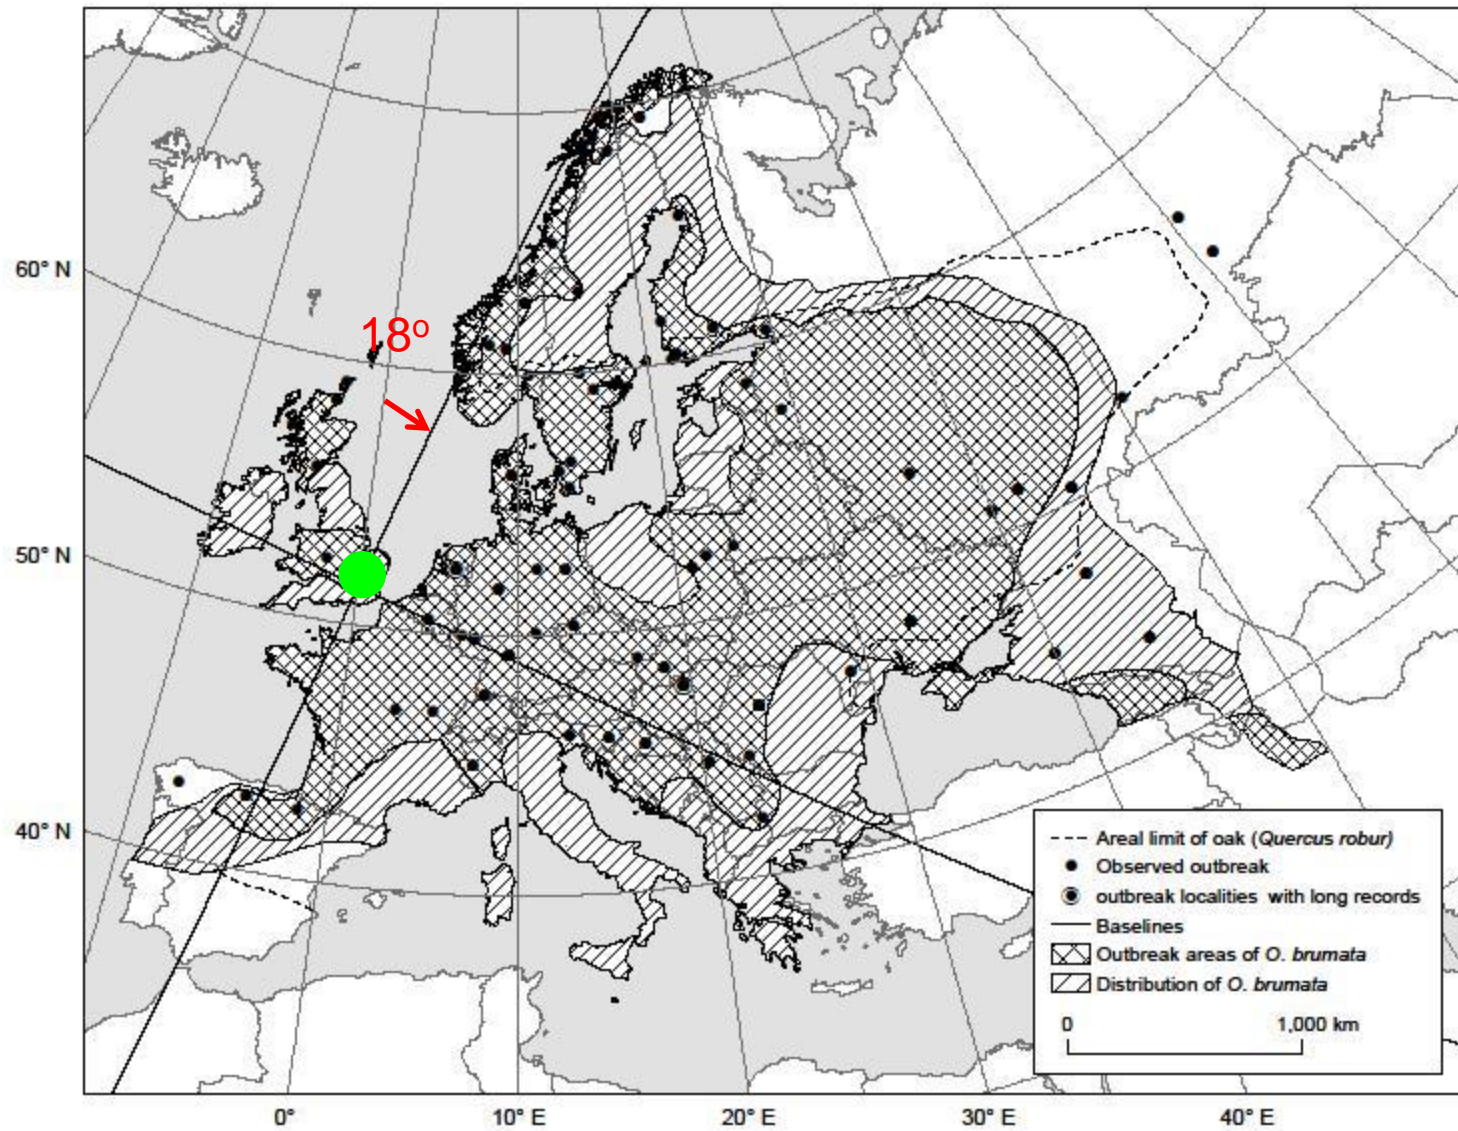 60° N
18°
50° N
40° N
Areal limit of oak (Quercus robur)
Observed outbreak
outbreak localities with long records
Baselines
Outbreak areas of O. brumata
Distribution of O. brumata
0 1,000 km
0° 10° E 20° E 30° E 40° E